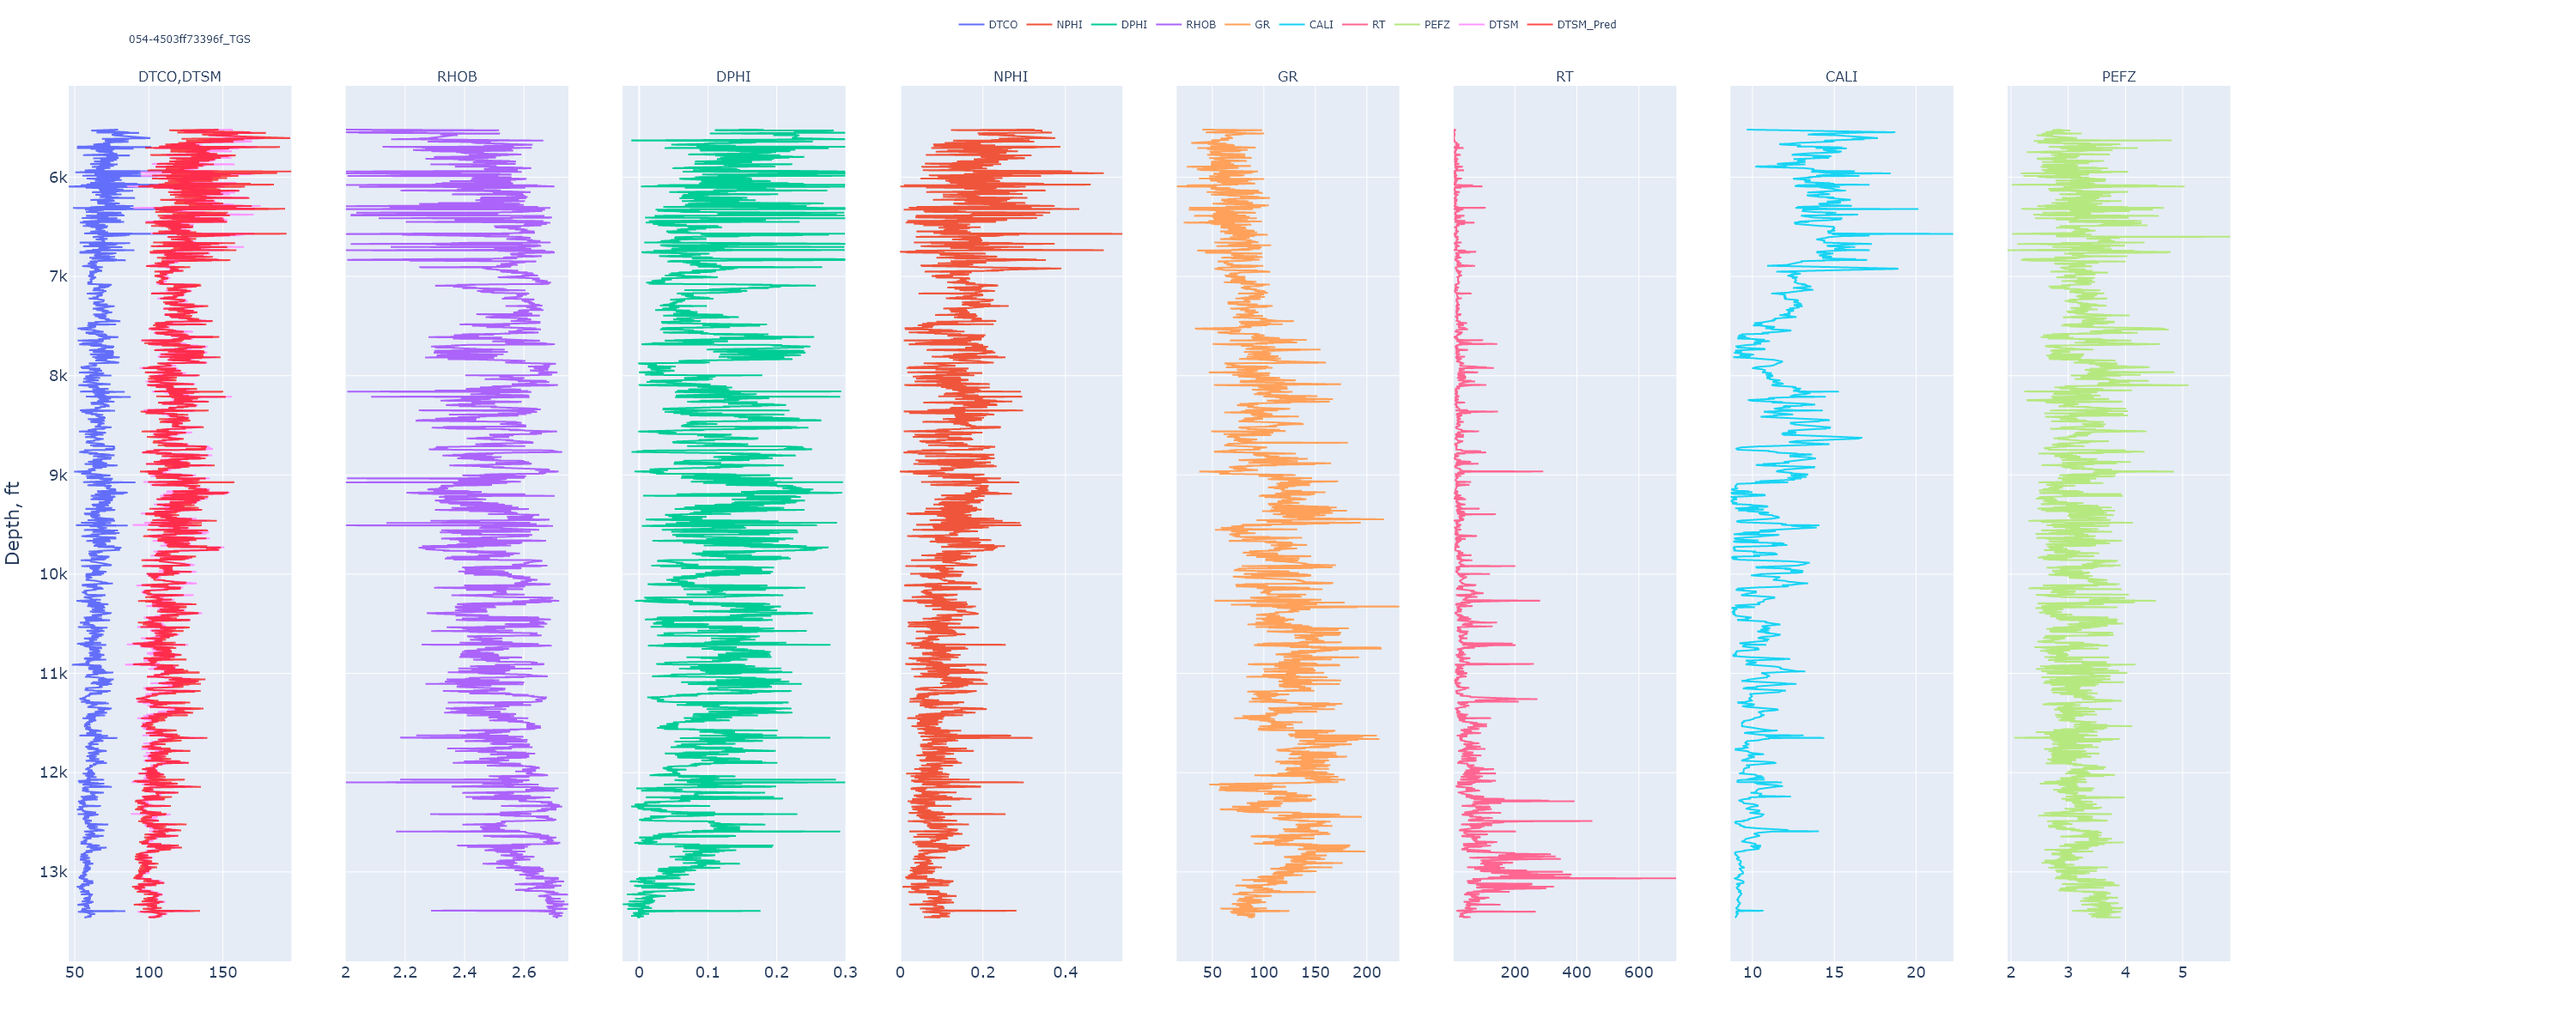 DTCO NPHI DPHI RHOB GR CALI RT PEFZ DTSM DTSM_Pred
054-4503ff73396f_TGS
DTCO,DTSM RHOB DPHI NPHI GR RT CALI PEFZ
6k
7k
8k
9k
Depth, ft
10k
11k
12k
13k
50 100 150 2 2.2 2.4 2.6 0 0.1 0.2 0.3 0 0.2 0.4 50 100 150 200 200 400 600 10 15 20 2 3 4 5